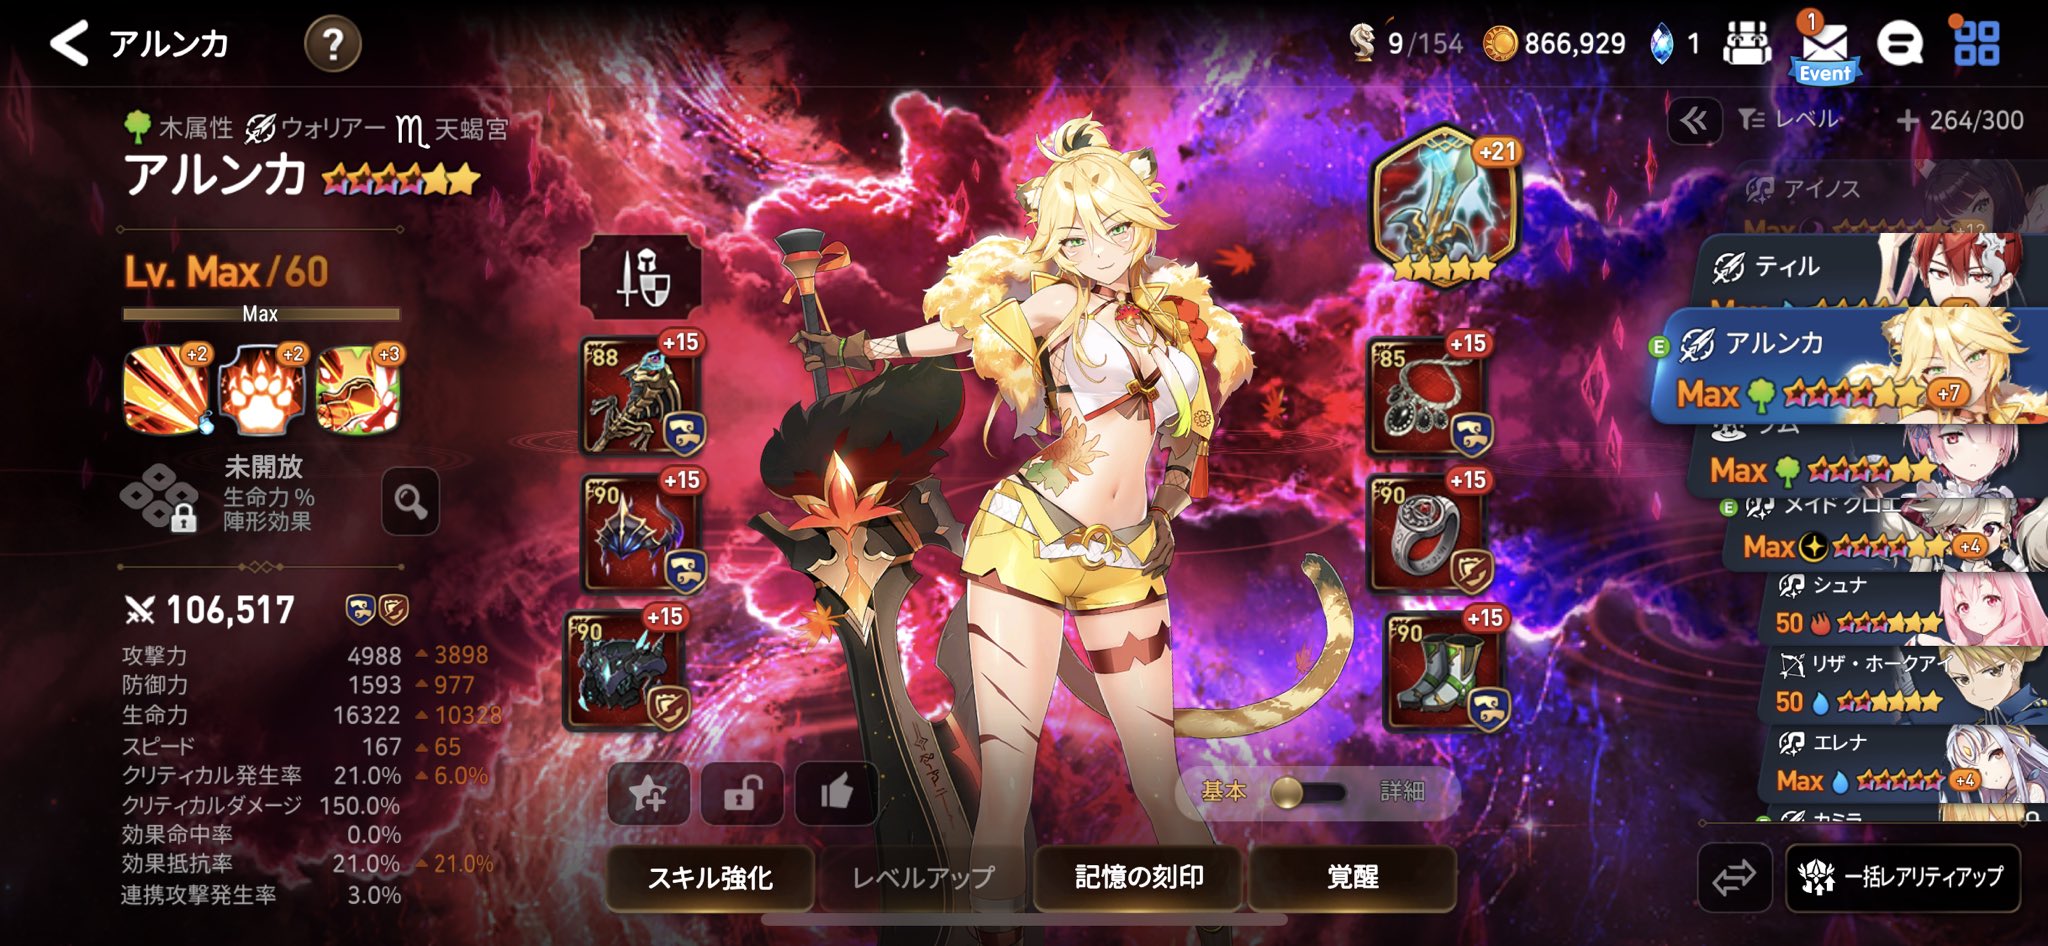 アルンカ
?
9/154
866,929
1
1
Event
木属性 ウォリアー 天蝎宮
アルンカ
Lv. Max/60
Max
+2
+2
+3
未開放
生命力%
陣形効果
106,517
攻撃力 4988 3898
防御力 1593 977
生命力 16322 10328
スピード 167 65
クリティカル発生率 21.0% 6.0%
クリティカルダメージ 150.0%
効果命中率 0.0%
効果抵抗率 21.0% 21.0%
連携攻撃発生率 3.0%
88 +15
90 +15
90 +15
+21
85 +15
90 +15
90 +15
基本 詳細
スキル強化
レベルアップ
記憶の刻印
覚醒
レベル
+ 264/300
アイノス
Max +12
ティル
E アルンカ
Max +7
ラム
Max
E メイド クロエ
Max +4
シュナ
50
リザ・ホークアイ
50
エレナ
Max +4
カミラ
一括レアリティアップ